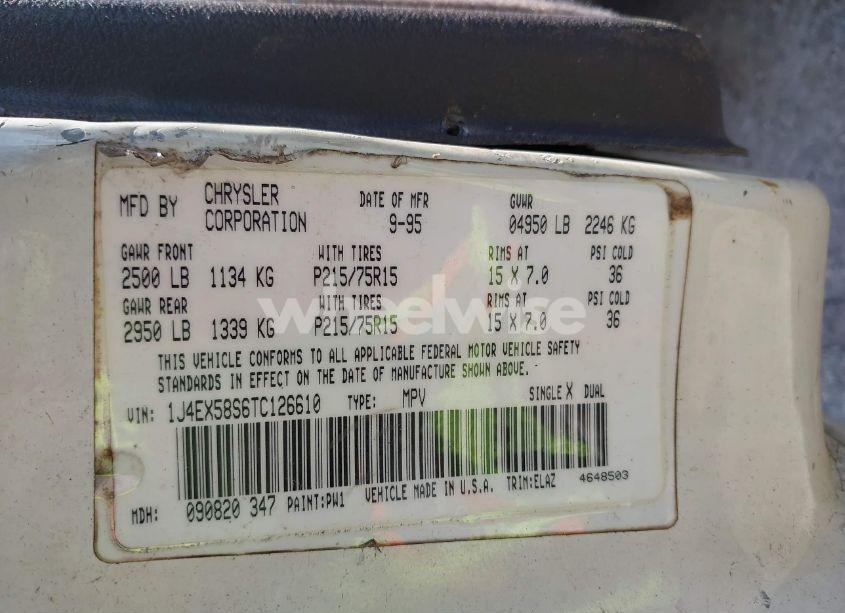 MFD BY CHRYSLER CORPORATION DATE OF MFR 9-95 GVWR 04950 LB 2246 KG
GAWR FRONT WITH TIRES RIMS AT PSI COLD
2500 LB 1134 KG P215/75R15 15 X 7.0 36
GAWR REAR WITH TIRES RIMS AT PSI COLD
2950 LB 1339 KG P215/75R15 15 X 7.0 36
wheelwise
THIS VEHICLE CONFORMS TO ALL APPLICABLE FEDERAL MOTOR VEHICLE SAFETY
STANDARDS IN EFFECT ON THE DATE OF MANUFACTURE SHOWN ABOVE.
VIN: 1J4EX58S6TC126610 TYPE: MPV SINGLE X DUAL
MDH: 090820 347 PAINT:PW1 VEHICLE MADE IN U.S.A. TRIM:ELAZ 4648503